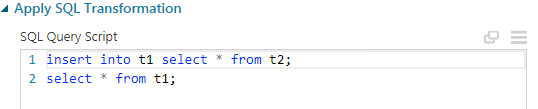 Apply SQL Transformation
SQL Query Script
1 insert into t1 select * from t2;
2 select * from t1;